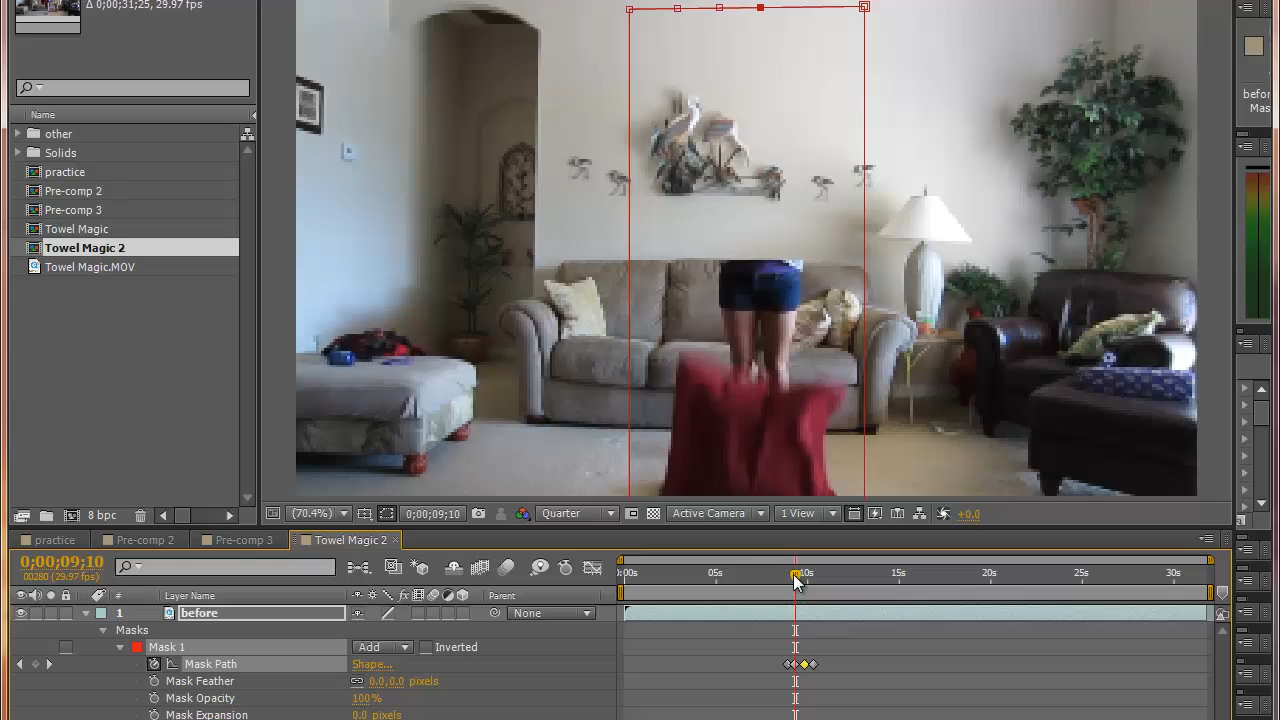 Δ 0;00;31;25, 29.97 fps
Name
other
Solids
practice
Pre-comp 2
Pre-comp 3
Towel Magic
Towel Magic 2
Towel Magic.MOV
8 bpc
(70.4%)
0;00;09;10
Quarter
Active Camera
1 View
+0.0
befor
Mas
practice
Pre-comp 2
Pre-comp 3
Towel Magic 2 ×
0;00;09;10
00280 (29.97 fps)
0:00s 05s 10s 15s 20s 25s 30s
# Layer Name fx Parent
1 before None
Masks
Mask 1 Add Inverted
Mask Path Shape...
Mask Feather 0.0,0.0 pixels
Mask Opacity 100%
Mask Expansion 0.0 pixels